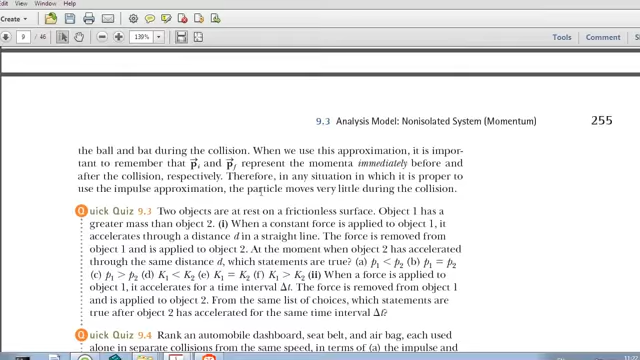 Edit View Window Help
Create
9 / 46 139% Tools Comment Share
9.3 Analysis Model: Nonisolated System (Momentum) 255
the ball and bat during the collision. When we use this approximation, it is impor-
tant to remember that p⃗i and p⃗f represent the momenta immediately before and
after the collision, respectively. Therefore, in any situation in which it is proper to
use the impulse approximation, the particle moves very little during the collision.
Quick Quiz 9.3 Two objects are at rest on a frictionless surface. Object 1 has a
greater mass than object 2. (i) When a constant force is applied to object 1, it
accelerates through a distance d in a straight line. The force is removed from
object 1 and is applied to object 2. At the moment when object 2 has accelerated
through the same distance d, which statements are true? (a) p1 < p2 (b) p1 = p2
(c) p1 > p2 (d) K1 < K2 (e) K1 = K2 (f) K1 > K2 (ii) When a force is applied to
object 1, it accelerates for a time interval Δt. The force is removed from object 1
and is applied to object 2. From the same list of choices, which statements are
true after object 2 has accelerated for the same time interval Δt?
Quick Quiz 9.4 Rank an automobile dashboard, seat belt, and air bag, each used
alone in separate collisions from the same speed, in terms of (a) the impulse and